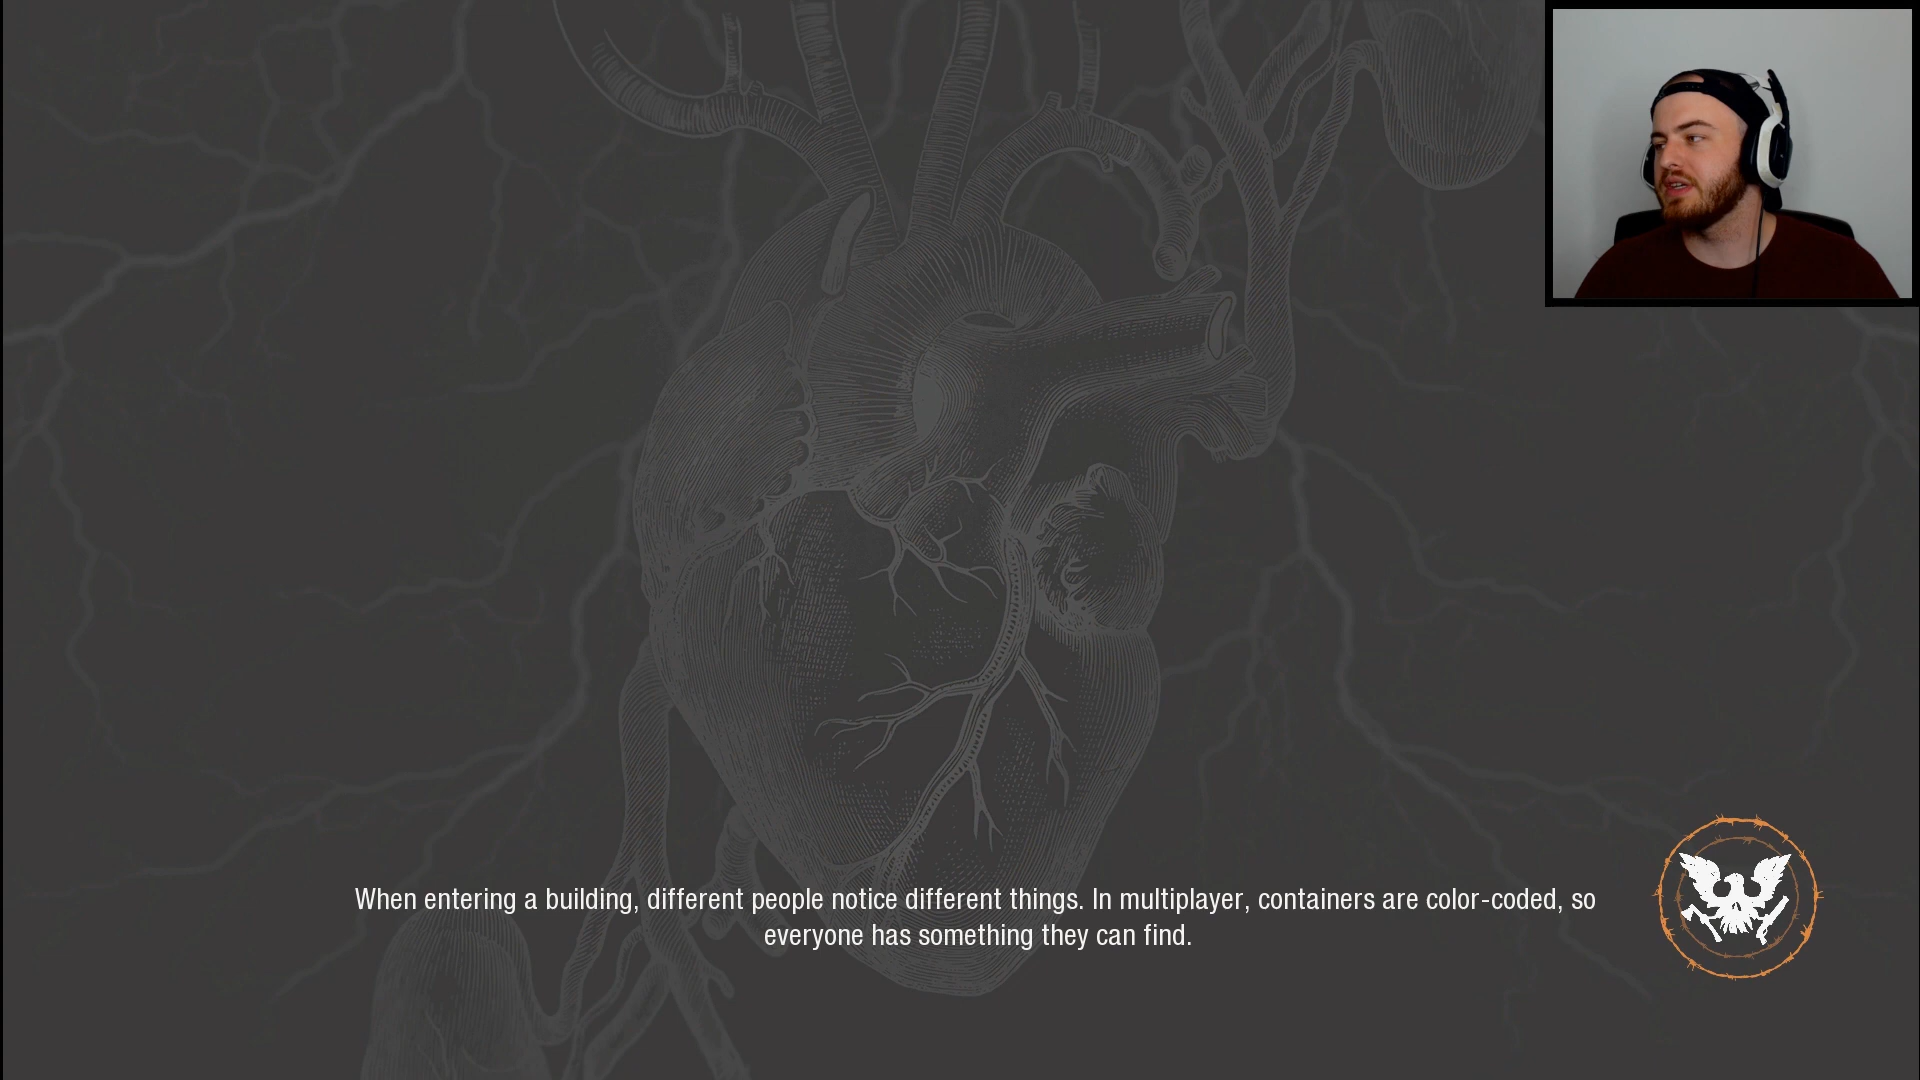 When entering a building, different people notice different things. In multiplayer, containers are color-coded, so
everyone has something they can find.